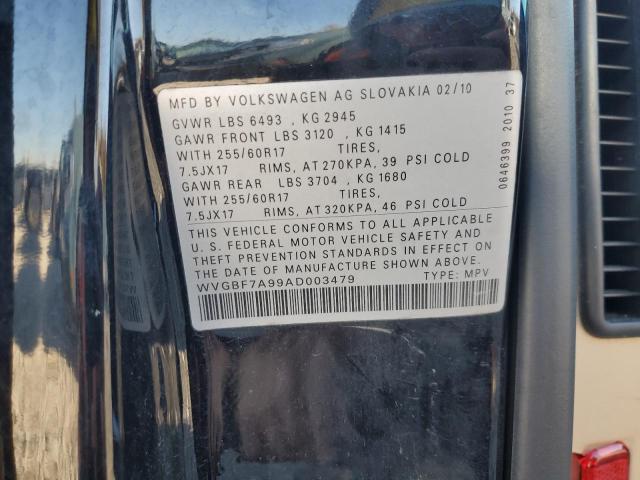 MFD BY VOLKSWAGEN AG SLOVAKIA 02/10
GVWR LBS 6493 , KG 2945
GAWR FRONT LBS 3120 , KG 1415
WITH 255/60R17 TIRES,
7.5JX17 RIMS, AT 270KPA, 39 PSI COLD
GAWR REAR LBS 3704 , KG 1680
WITH 255/60R17 TIRES,
7.5JX17 RIMS, AT 320KPA, 46 PSI COLD
THIS VEHICLE CONFORMS TO ALL APPLICABLE
U. S. FEDERAL MOTOR VEHICLE SAFETY AND
THEFT PREVENTION STANDARDS IN EFFECT ON
THE DATE OF MANUFACTURE SHOWN ABOVE.
WVGBF7A99AD003479 TYPE: MPV
0646399 2010 37